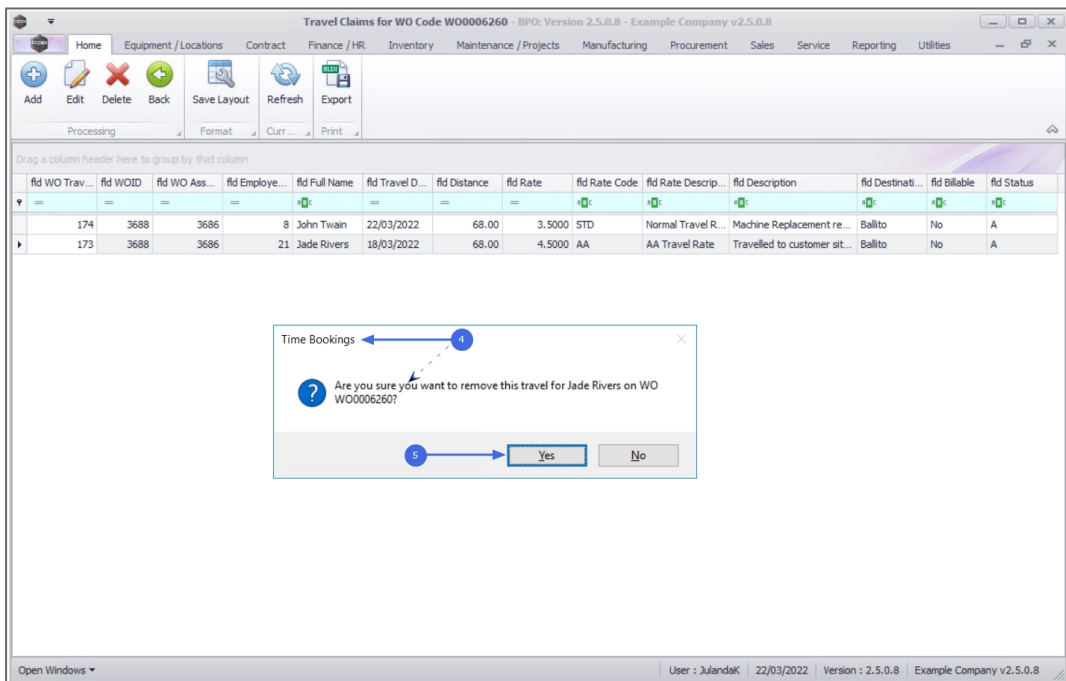 Travel Claims for WO Code WO0006260 - BPO: Version 2.5.0.8 - Example Company v2.5.0.8
Home Equipment / Locations Contract Finance / HR Inventory Maintenance / Projects Manufacturing Procurement Sales Service Reporting Utilities
Add Edit Delete Back Save Layout Refresh Export
Processing Format Curr... Print
Drag a column header here to group by that column
fld WO Trav... fld WOID fld WO Ass... fld Employe... fld Full Name fld Travel D... fld Distance fld Rate fld Rate Code fld Rate Descrip... fld Description fld Destinati... fld Billable fld Status
174 3688 3686 8 John Twain 22/03/2022 68.00 3.5000 STD Normal Travel R... Machine Replacement re... Ballito No A
173 3688 3686 21 Jade Rivers 18/03/2022 68.00 4.5000 AA AA Travel Rate Travelled to customer sit... Ballito No A
Time Bookings 4
Are you sure you want to remove this travel for Jade Rivers on WO
WO0006260?
5 Yes No
Open Windows User : JulandaK 22/03/2022 Version : 2.5.0.8 Example Company v2.5.0.8